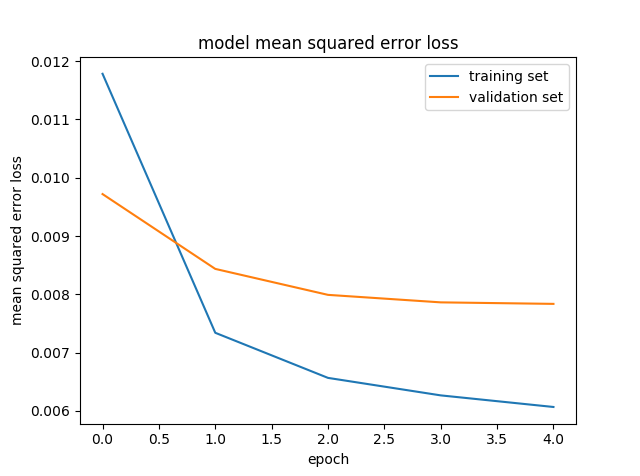 model mean squared error loss
training set
validation set
mean squared error loss
0.012
0.011
0.010
0.009
0.008
0.007
0.006
0.0 0.5 1.0 1.5 2.0 2.5 3.0 3.5 4.0
epoch